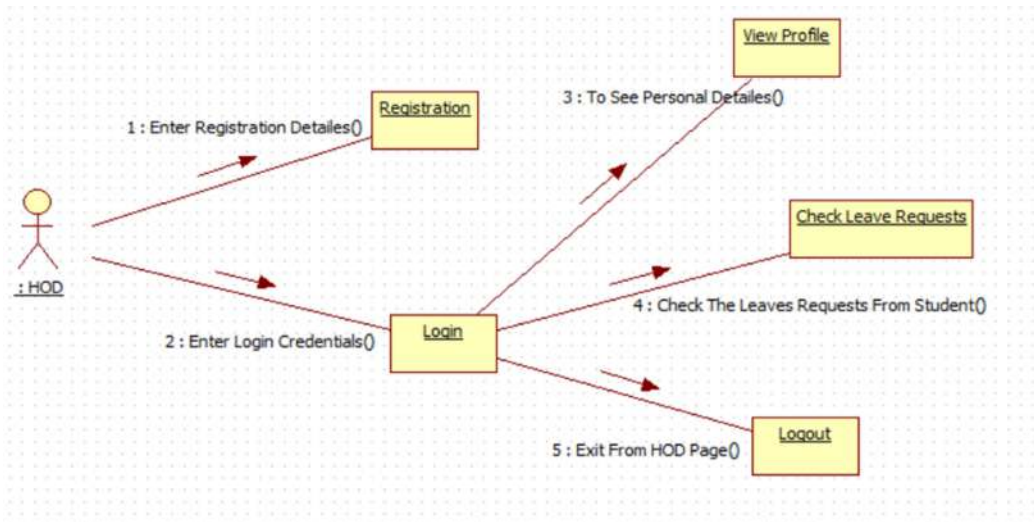 View Profile
3 : To See Personal Detailes()
Registration
1 : Enter Registration Detailes()
: HOD
Check Leave Requests
4 : Check The Leaves Requests From Student()
Login
2 : Enter Login Credentials()
Logout
5 : Exit From HOD Page()